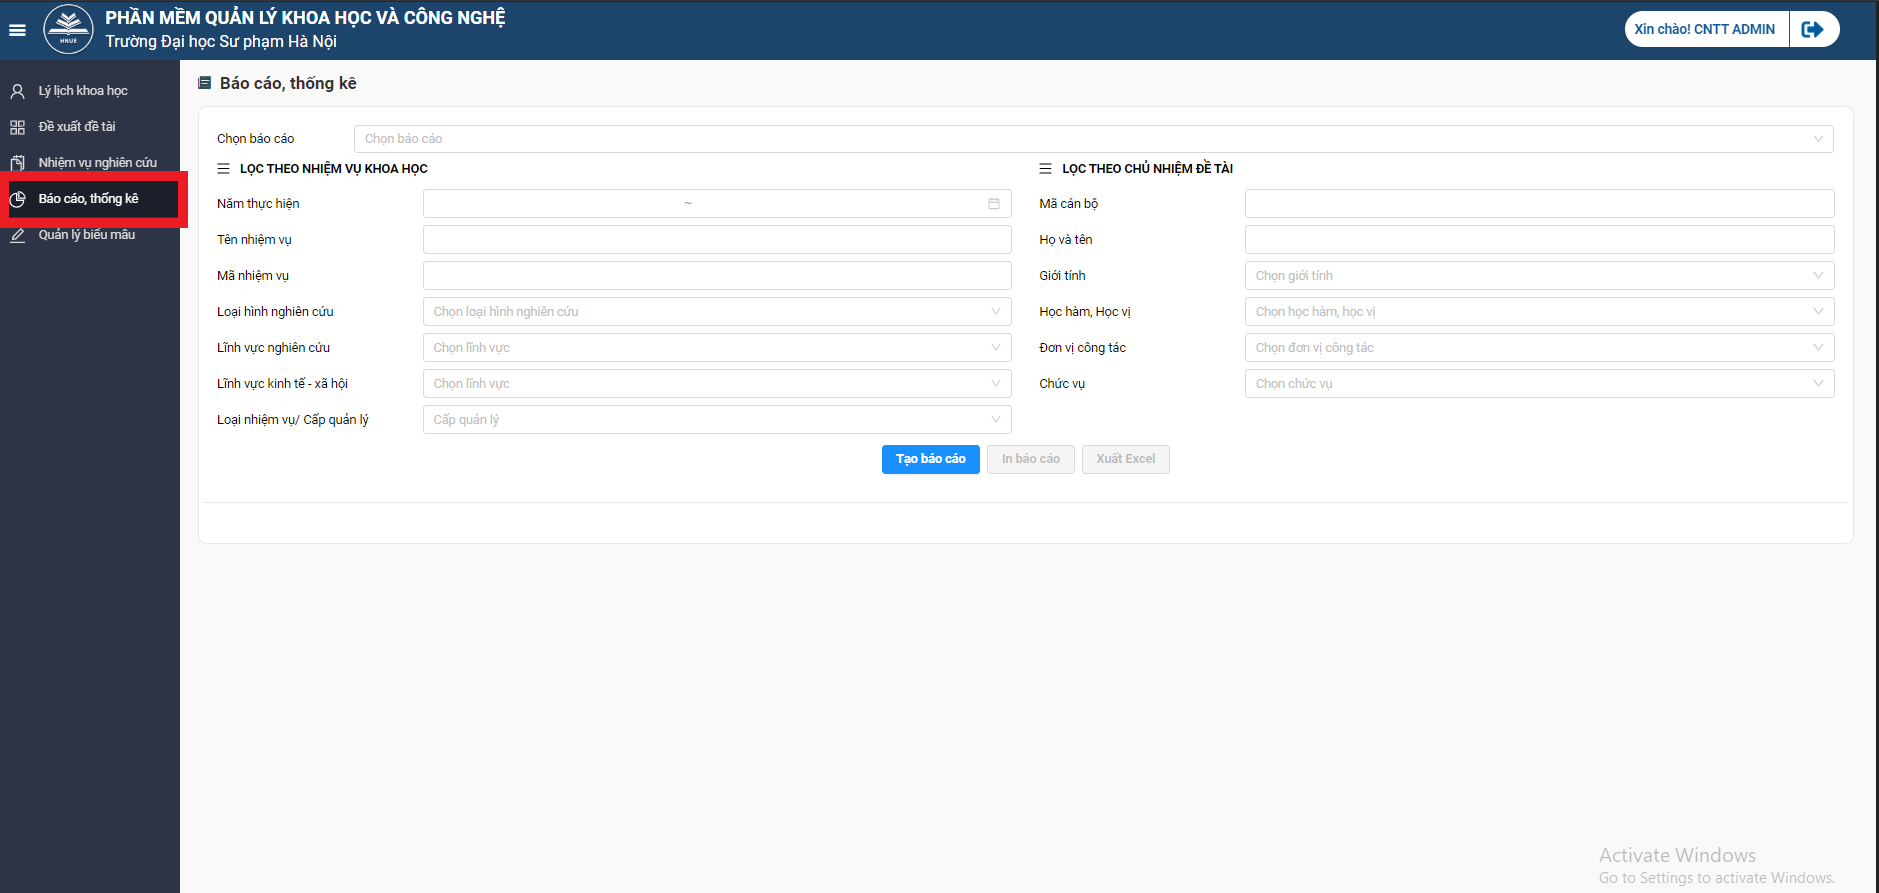 PHẦN MỀM QUẢN LÝ KHOA HỌC VÀ CÔNG NGHỆ
Trường Đại học Sư phạm Hà Nội
HNUE
Xin chào! CNTT ADMIN
Lý lịch khoa học
Đề xuất đề tài
Nhiệm vụ nghiên cứu
Báo cáo, thống kê
Quản lý biểu mẫu
Báo cáo, thống kê
Chọn báo cáo
Chọn báo cáo
LỌC THEO NHIỆM VỤ KHOA HỌC
Năm thực hiện
~
Tên nhiệm vụ
Mã nhiệm vụ
Loại hình nghiên cứu
Chọn loại hình nghiên cứu
Lĩnh vực nghiên cứu
Chọn lĩnh vực
Lĩnh vực kinh tế - xã hội
Chọn lĩnh vực
Loại nhiệm vụ/ Cấp quản lý
Cấp quản lý
LỌC THEO CHỦ NHIỆM ĐỀ TÀI
Mã cán bộ
Họ và tên
Giới tính
Chọn giới tính
Học hàm, Học vị
Chọn học hàm, học vị
Đơn vị công tác
Chọn đơn vị công tác
Chức vụ
Chọn chức vụ
Tạo báo cáo
In báo cáo
Xuất Excel
Activate Windows
Go to Settings to activate Windows.